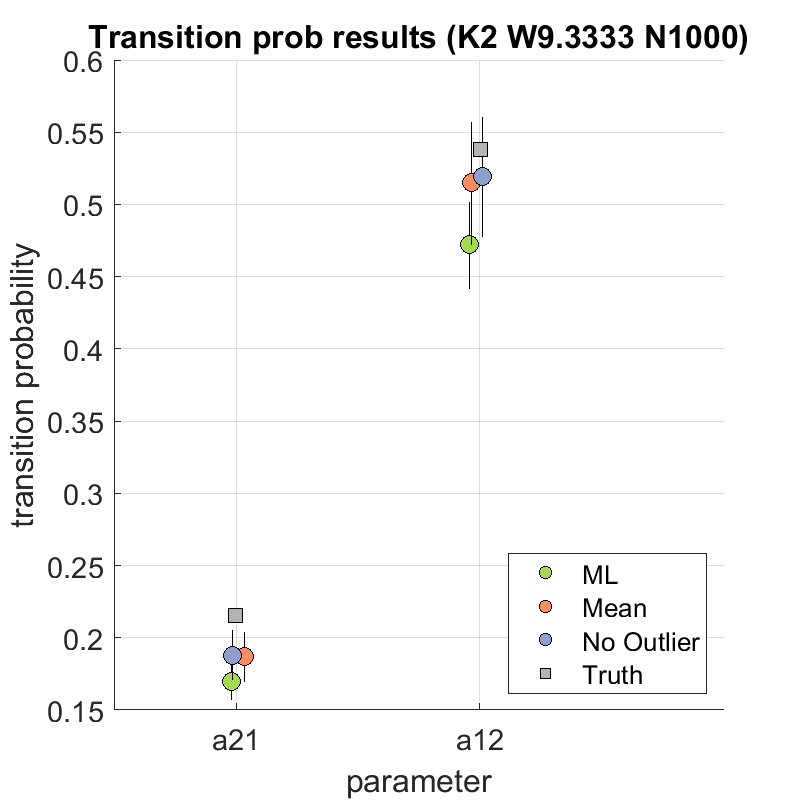 Transition prob results (K2 W9.3333 N1000)
transition probability
0.6
0.55
0.5
0.45
0.4
0.35
0.3
0.25
0.2
0.15
ML
Mean
No Outlier
Truth
a21
a12
parameter